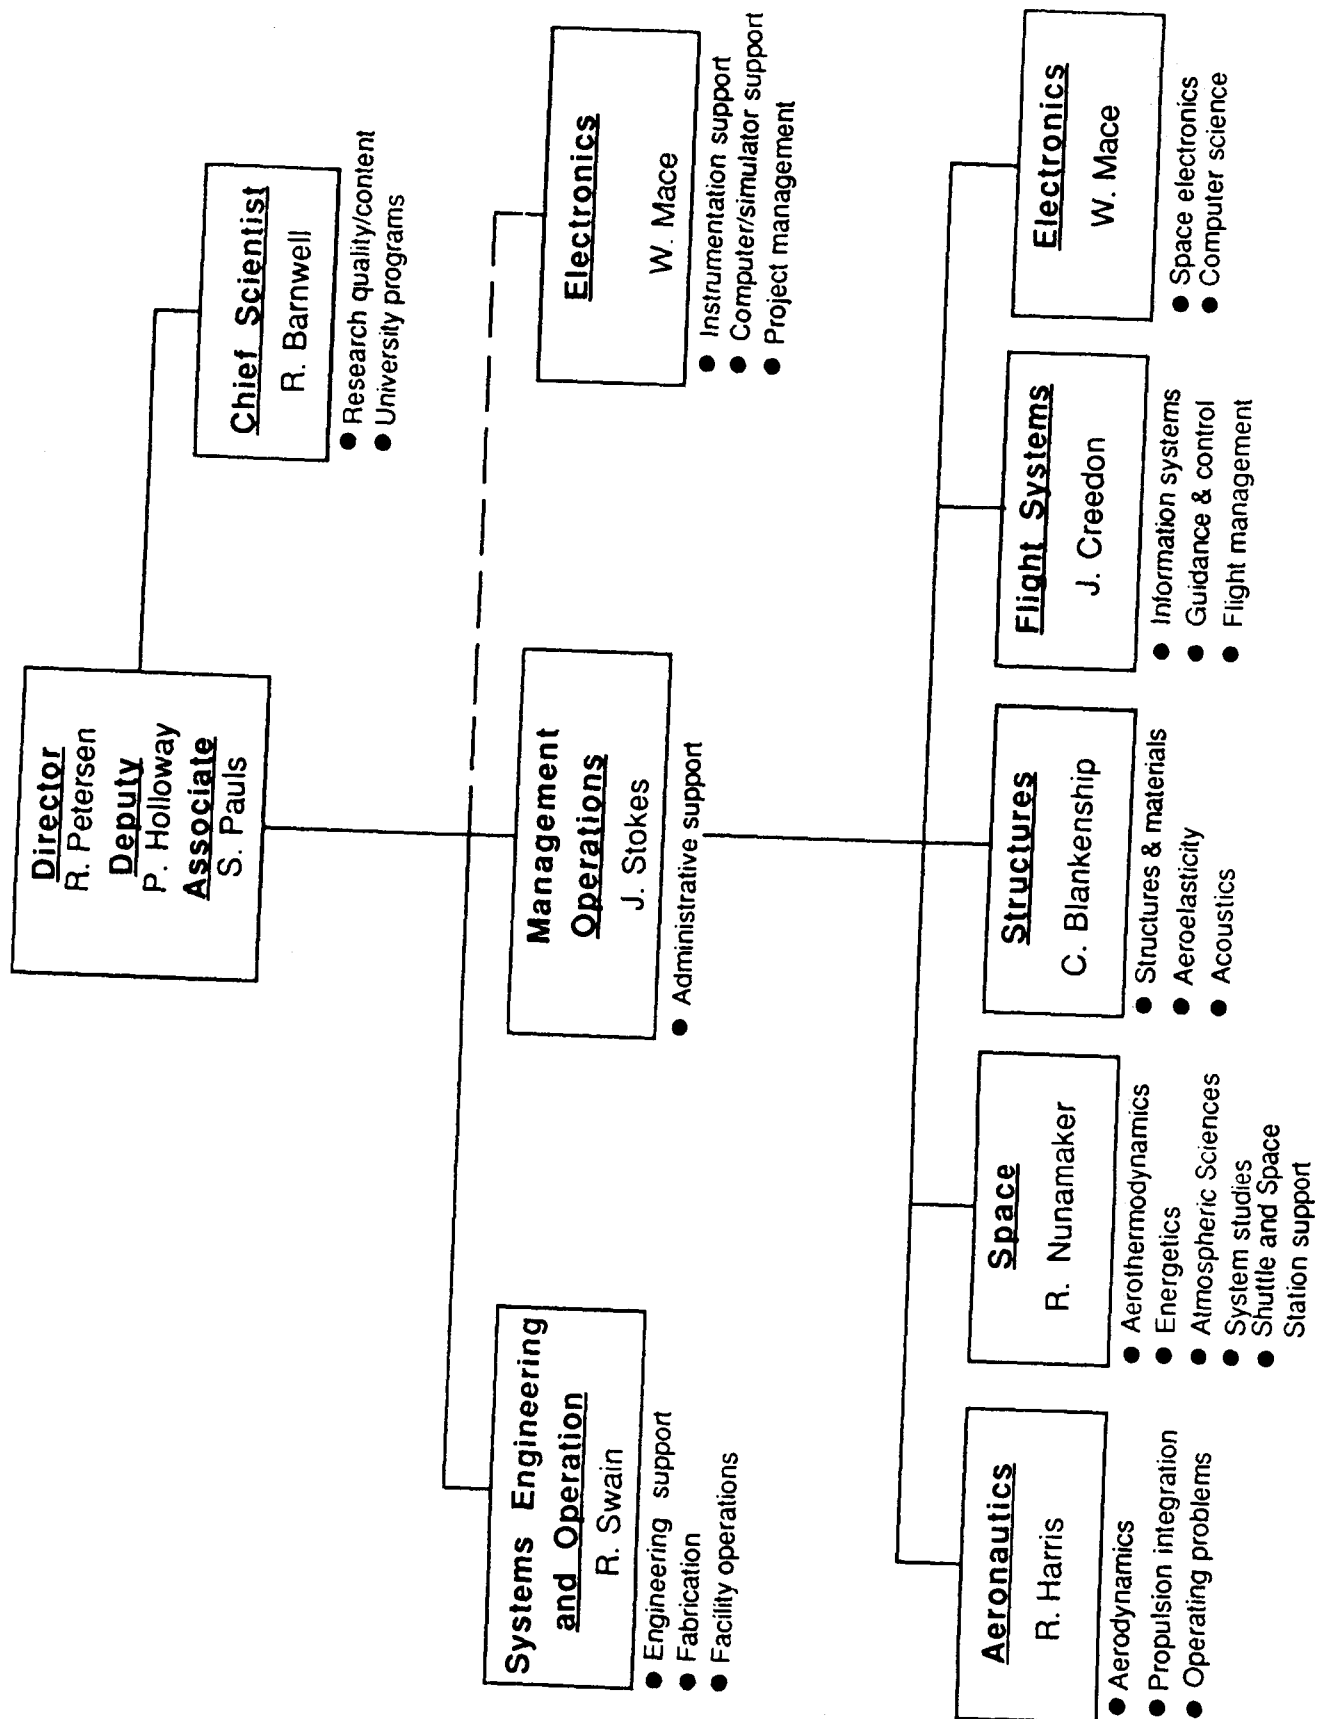 Director
R. Petersen
Deputy
P. Holloway
Associate
S. Pauls
Chief Scientist
R. Barnwell
● Research quality/content
● University programs
Systems Engineering
and Operation
R. Swain
● Engineering support
● Fabrication
● Facility operations
Management
Operations
J. Stokes
● Administrative support
Electronics
W. Mace
● Instrumentation support
● Computer/simulator support
● Project management
Aeronautics
R. Harris
● Aerodynamics
● Propulsion integration
● Operating problems
Space
R. Nunamaker
● Aerothermodynamics
● Energetics
● Atmospheric Sciences
● System studies
● Shuttle and Space
Station support
Structures
C. Blankenship
● Structures & materials
● Aeroelasticity
● Acoustics
Flight Systems
J. Creedon
● Information systems
● Guidance & control
● Flight management
Electronics
W. Mace
● Space electronics
● Computer science